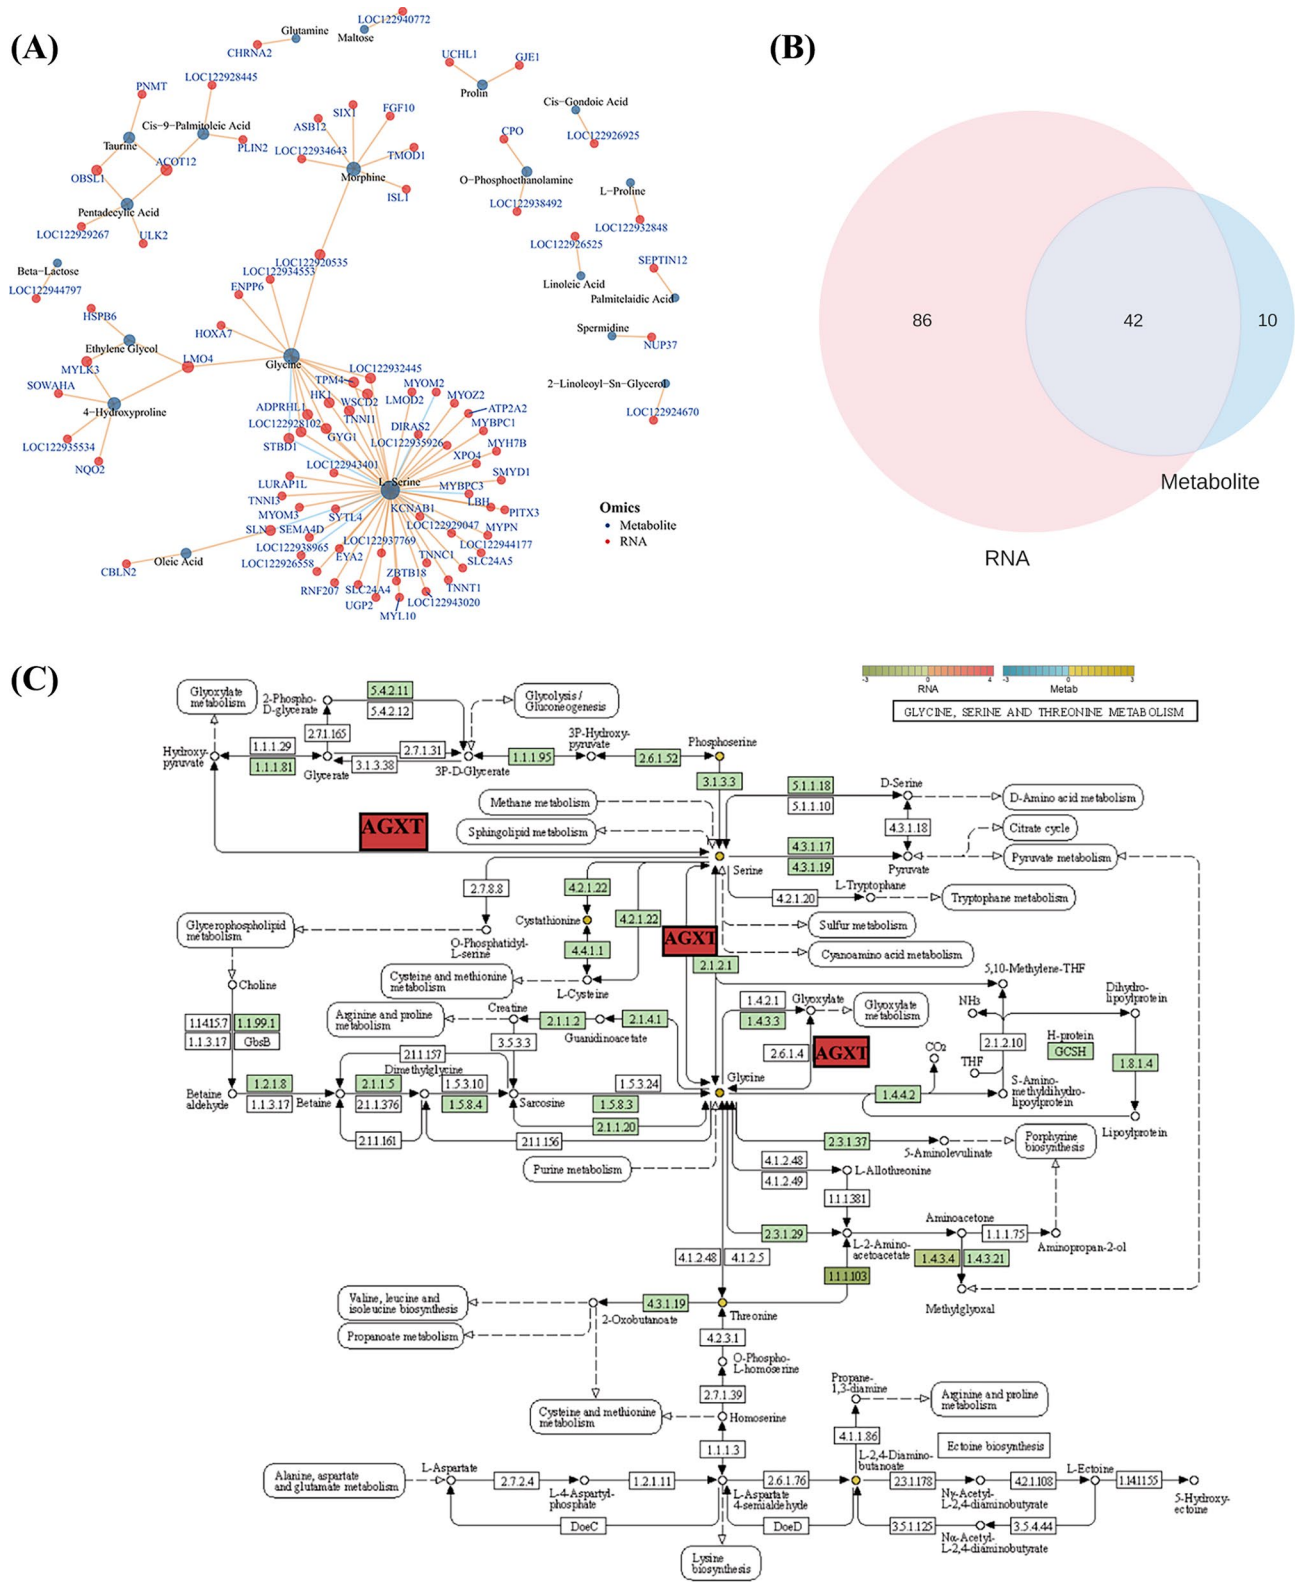 (A)
LOC122940772
Glutamine
Maltose
CHRNA2
UCHL1
GJE1
Prolin
PNMT
LOC122928445
Cis-9-Palmitoleic Acid
Taurine
PLIN2
ACOT12
OBSL1
Pentadecylic Acid
LOC122929267
ULK2
SIX1
FGF10
ASB12
LOC122934643
TMOD1
Morphine
ISL1
Cis-Gondoic Acid
LOC122926925
CPO
O-Phosphoethanolamine
LOC122938492
L-Proline
LOC122932848
LOC122926525
Linoleic Acid
SEPTIN12
Palmitelaidic Acid
Spermidine
NUP37
2-Linoleoyl-Sn-Glycerol
LOC122924670
Beta-Lactose
LOC122944797
LOC122920535
LOC122934553
ENPP6
HOXA7
Glycine
HSPB6
Ethylene Glycol
LMO4
MYLK3
SOWAHA
4-Hydroxyproline
LOC122935534
NQO2
LOC122932445
TPM4
HK1
WSCD2
LMOD2
MYOM2
MYOZ2
ADPRHL1
TNNI1
ATP2A2
LOC122928102
GYG1
DIRAS2
MYBPC1
STBD1
LOC122935926
MYH7B
XPO4
LOC122943401
L-Serine
SMYD1
LURAP1L
MYBPC3
TNNI3
LBH
MYOM3
SYTL4
KCNAB1
PITX3
SLN
SEMA4D
LOC122929047
MYPN
LOC122938965
LOC122937769
LOC122944177
LOC122926558
EYA2
TNNC1
SLC24A5
Oleic Acid
CBLN2
RNF207
SLC24A4
ZBTB18
TNNT1
UGP2
LOC122943020
MYL10
Omics
Metabolite
RNA
(B)
86
42
10
Metabolite
RNA
(C)
-3 0 4
RNA
-3 0 3
Metab
GLYCINE, SERINE AND THREONINE METABOLISM
Glyoxylate
metabolism
2-Phospho-
D-glycerate
5.4.2.11
5.4.2.12
Glycolysis /
Gluconeogenesis
2.7.1.165
Hydroxy-
pyruvate
1.1.1.29
1.1.1.81
Glycerate
2.7.1.31
3.1.3.38
3P-D-Glycerate
1.1.1.95
3P-Hydroxy-
pyruvate
2.6.1.52
Phosphoserine
3.1.3.3
Methane metabolism
Sphingolipid metabolism
AGXT
5.1.1.18
5.1.1.10
D-Serine
D-Amino acid metabolism
4.3.1.18
Citrate cycle
4.3.1.17
4.3.1.19
Pyruvate
Pyruvate metabolism
Serine
2.7.8.8
4.2.1.22
4.2.1.20
L-Tryptophane
Tryptophane metabolism
Cystathionine
4.2.1.22
Sulfur metabolism
Glycerophospholipid
metabolism
O-Phosphatidyl-
L-serine
4.4.1.1
AGXT
Cyanoamino acid metabolism
2.1.2.1
Choline
Cysteine and methionine
metabolism
L-Cysteine
5,10-Methylene-THF
Dihydro-
lipoylprotein
1.14.15.7
1.1.99.1
1.1.3.17
GbsB
Arginine and proline
metabolism
Creatine
2.1.1.2
Guanidinoacetate
2.1.4.1
1.4.2.1
1.4.3.3
Glyoxylate
Glyoxylate
metabolism
NH3
3.5.3.3
2.6.1.4
AGXT
CO2
THF
2.1.2.10
H-protein
GCSH
1.8.1.4
2.1.1.157
Dimethylglycine
Glycine
Betaine
aldehyde
1.2.1.8
1.1.3.17
Betaine
2.1.1.5
2.1.1.376
1.5.3.10
1.5.8.4
Sarcosine
1.5.3.24
1.5.8.3
2.1.1.20
1.4.4.2
S-Amino-
methyldihydro-
lipoylprotein
Lipoylprotein
2.1.1.161
2.1.1.156
Purine metabolism
2.3.1.37
5-Aminolevulinate
Porphyrine
biosynthesis
4.1.2.48
4.1.2.49
L-Allothreonine
1.1.1.381
2.3.1.29
L-2-Amino-
acetoacetate
Aminoacetone
1.1.1.75
Aminopropan-2-ol
4.1.2.48
4.1.2.5
1.1.1.103
1.4.3.4
1.4.3.21
Methylglyoxal
Valine, leucine and
isoleucine biosynthesis
Propanoate metabolism
2-Oxobutanoate
4.3.1.19
Threonine
4.2.3.1
O-Phospho-
L-homoserine
2.7.1.39
Cysteine and methionine
metabolism
Homoserine
1.1.1.3
Propane-
1,3-diamine
Arginine and proline
metabolism
4.1.1.86
Ectoine biosynthesis
L-2,4-Diamino-
butanoate
Alanine, aspartate
and glutamate metabolism
L-Aspartate
2.7.2.4
L-4-Aspartyl-
phosphate
1.2.1.11
L-Aspartate
4-semialdehyde
2.6.1.76
2.3.1.178
Nγ-Acetyl-
L-2,4-diaminobutyrate
4.2.1.108
L-Ectoine
1.14.11.55
5-Hydroxy-
ectoine
DoeC
DoeD
3.5.1.125
Nα-Acetyl-
L-2,4-diaminobutyrate
3.5.4.44
Lysine
biosynthesis